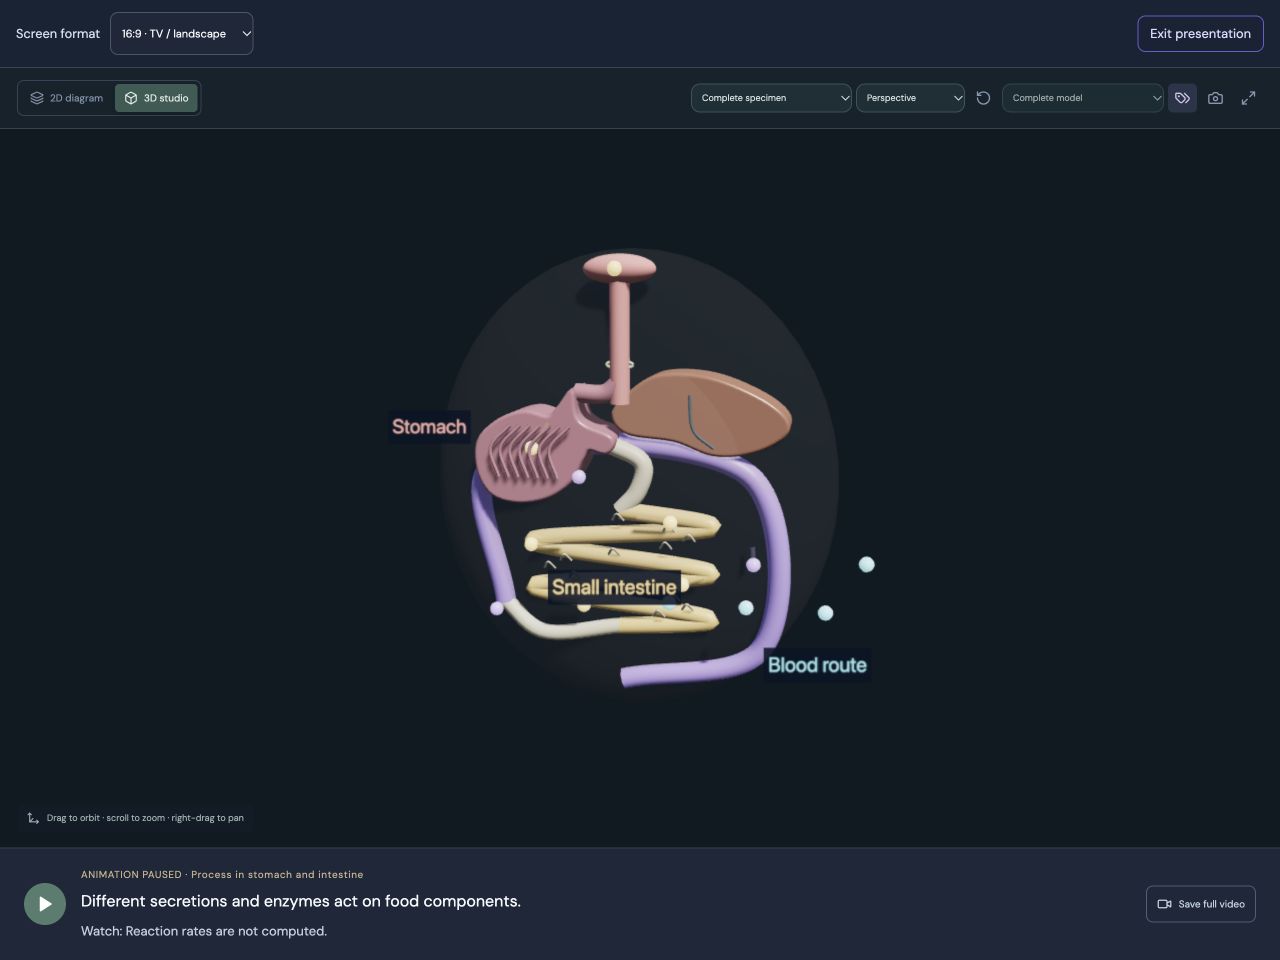 Screen format
16:9 · TV / landscape
Exit presentation
2D diagram
3D studio
Complete specimen
Perspective
Complete model
Stomach
Small intestine
Blood route
Drag to orbit · scroll to zoom · right-drag to pan
ANIMATION PAUSED · Process in stomach and intestine
Different secretions and enzymes act on food components.
Watch: Reaction rates are not computed.
Save full video